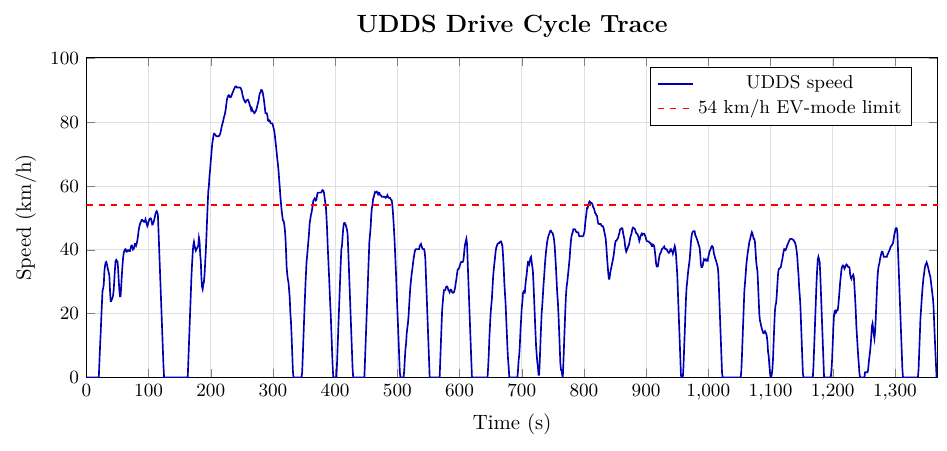 UDDS Drive Cycle Trace
UDDS speed
54 km/h EV-mode limit
Speed (km/h)
100
80
60
40
20
0
0 100 200 300 400 500 600 700 800 900 1,000 1,100 1,200 1,300
Time (s)